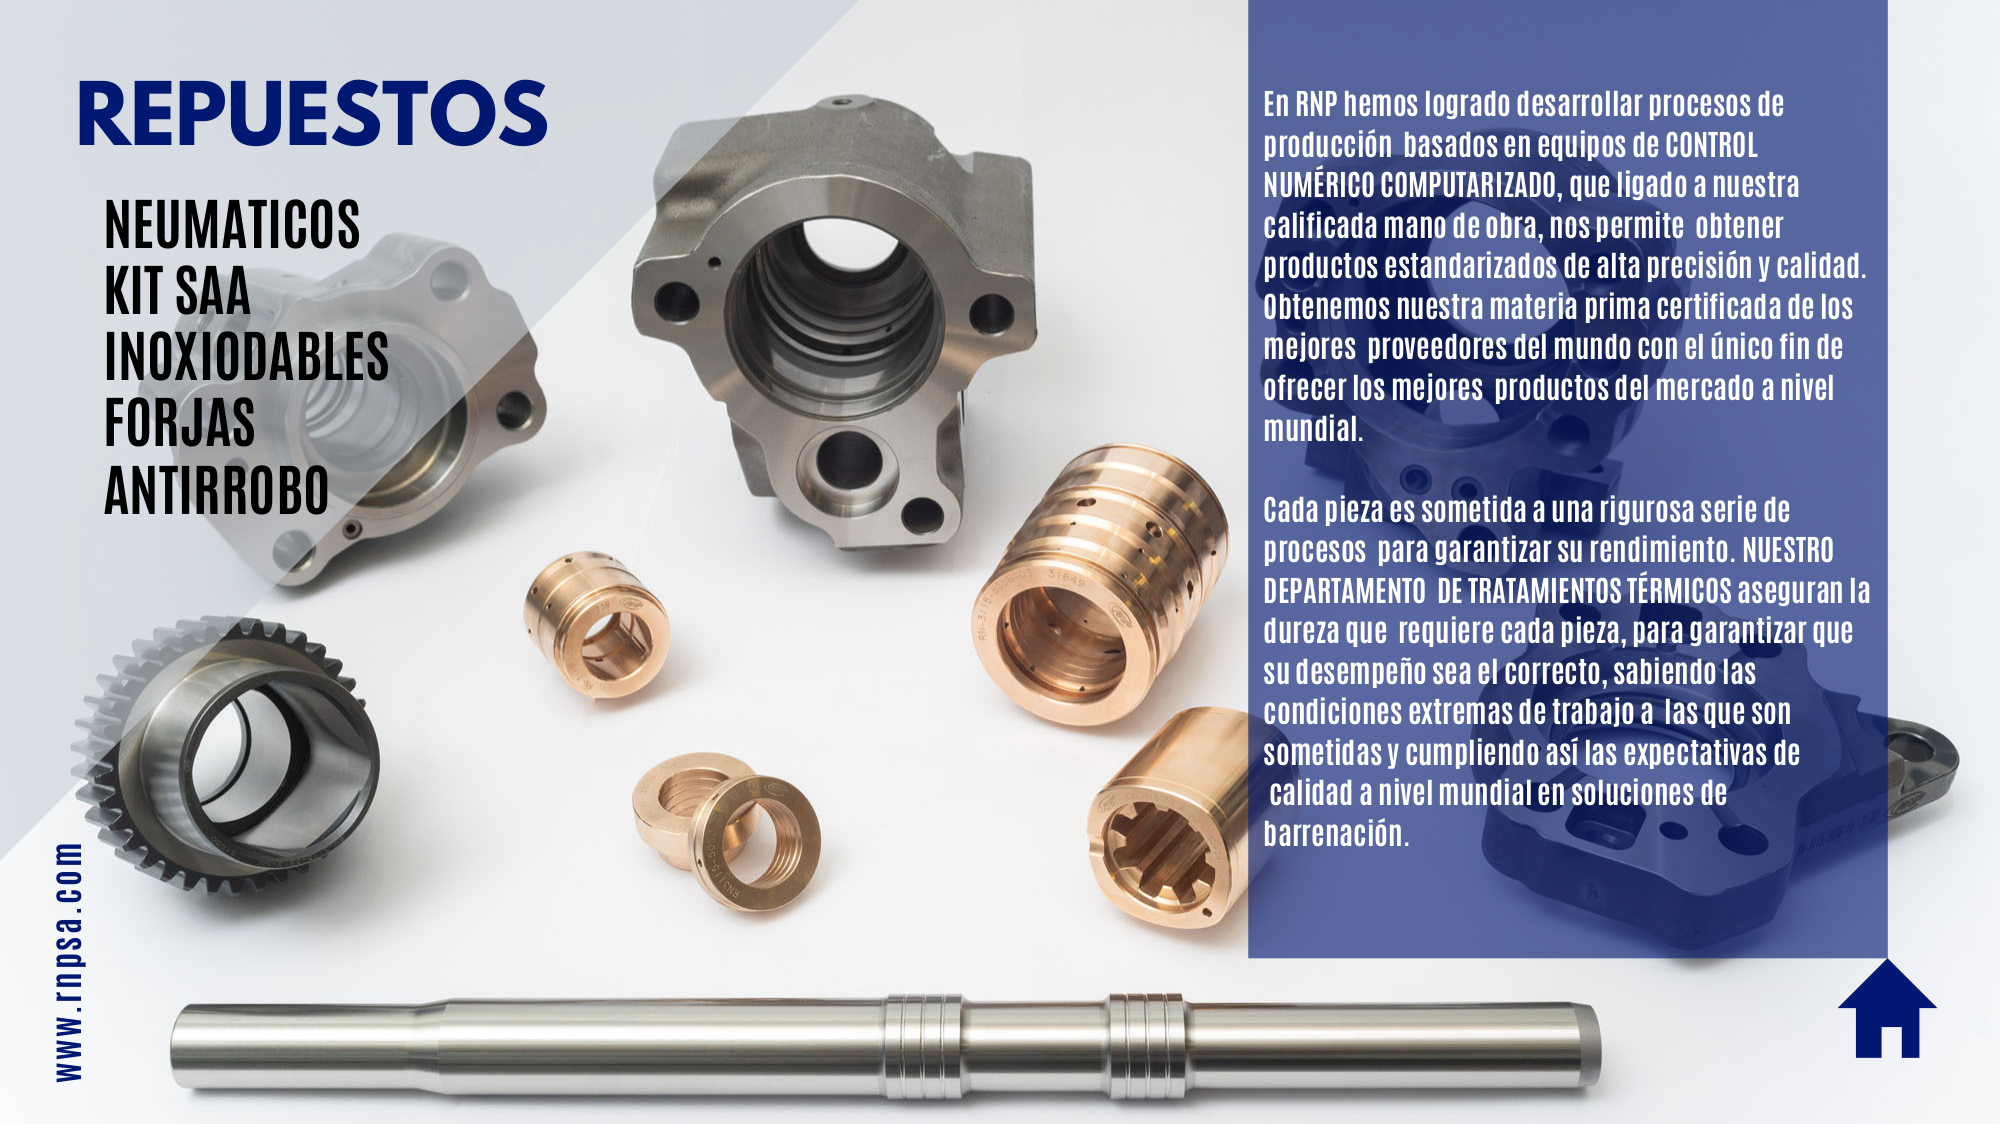 REPUESTOS
NEUMATICOS
KIT SAA
INOXIODABLES
FORJAS
ANTIRROBO
www.rnpsa.com
En RNP hemos logrado desarrollar procesos de
producción basados en equipos de CONTROL
NUMÉRICO COMPUTARIZADO, que ligado a nuestra
calificada mano de obra, nos permite obtener
productos estandarizados de alta precisión y calidad.
Obtenemos nuestra materia prima certificada de los
mejores proveedores del mundo con el único fin de
ofrecer los mejores productos del mercado a nivel
mundial.
Cada pieza es sometida a una rigurosa serie de
procesos para garantizar su rendimiento. NUESTRO
DEPARTAMENTO DE TRATAMIENTOS TÉRMICOS aseguran la
dureza que requiere cada pieza, para garantizar que
su desempeño sea el correcto, sabiendo las
condiciones extremas de trabajo a las que son
sometidas y cumpliendo así las expectativas de
calidad a nivel mundial en soluciones de
barrenación.
31649